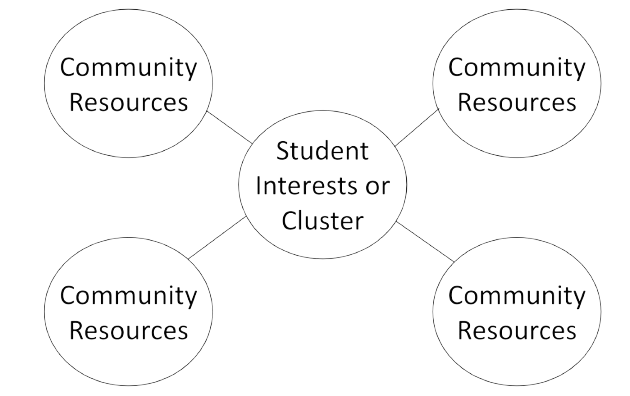 Community
Resources
Community
Resources
Student
Interests or
Cluster
Community
Resources
Community
Resources